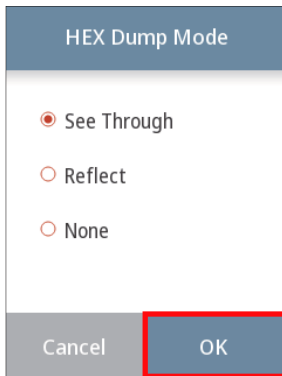 HEX Dump Mode
See Through
Reflect
None
Cancel OK